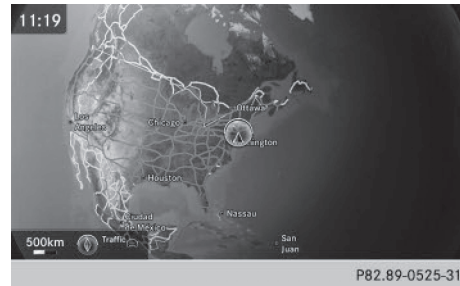 11:19
Ottawa
Los
Angeles
Chicago
ington
Houston
Ciudad
de México
Nassau
500km
Traffic
San
Juan
P82.89-0525-31